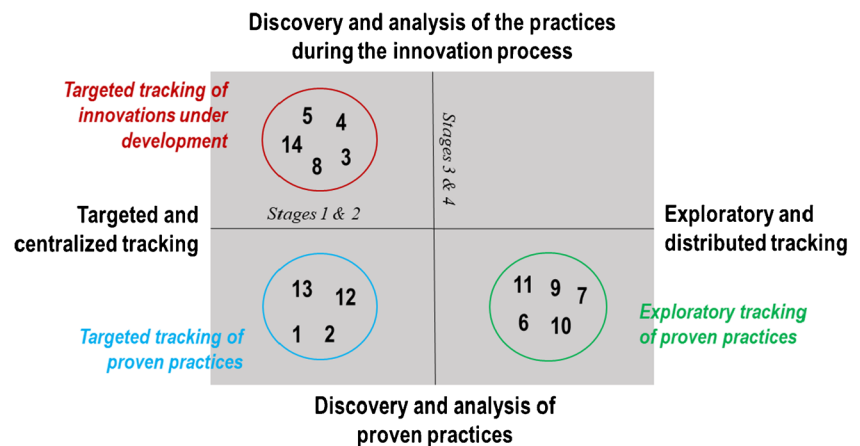 Discovery and analysis of the practices
during the innovation process
Targeted tracking of
innovations under
development
5 4
14
8 3
Stages 3 & 4
Stages 1 & 2
Targeted and
centralized tracking
Exploratory and
distributed tracking
13 12
1 2
Targeted tracking of
proven practices
11 9 7
6 10
Exploratory tracking
of proven practices
Discovery and analysis of
proven practices